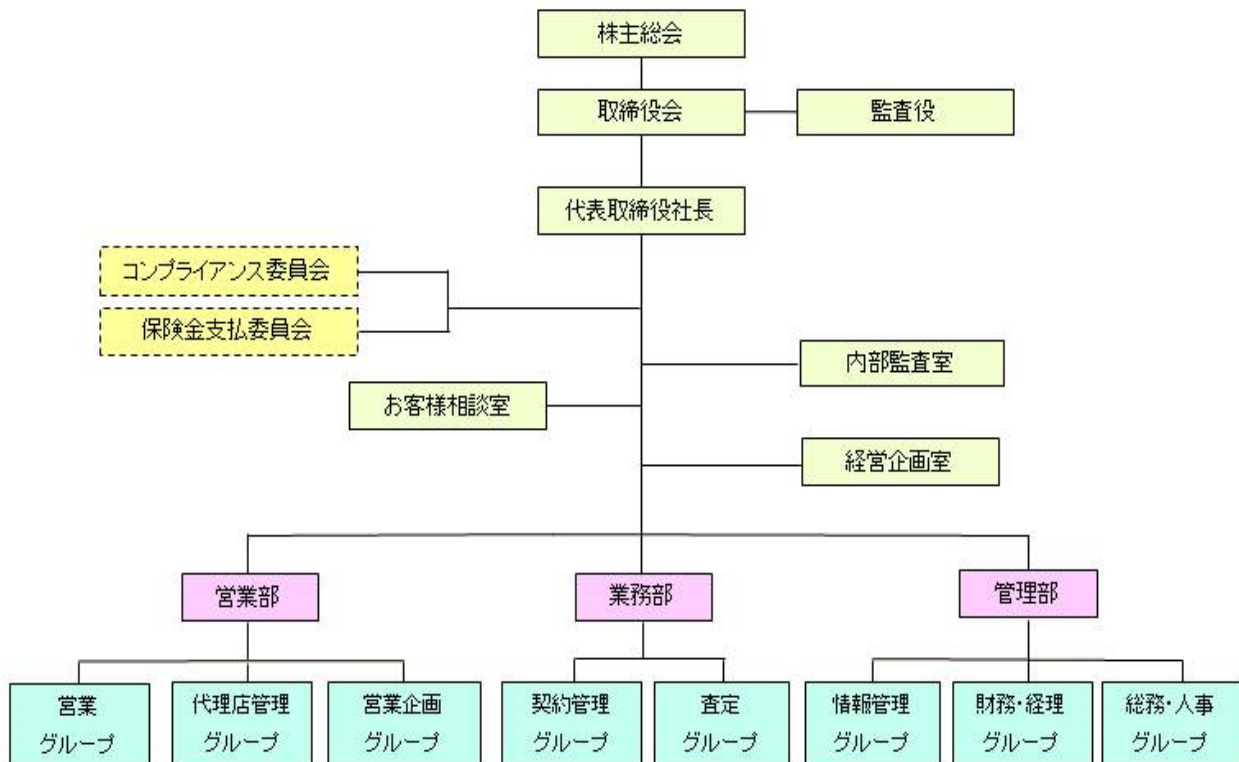 株主総会
取締役会
監査役
代表取締役社長
コンプライアンス委員会
保険金支払委員会
内部監査室
お客様相談室
経営企画室
営業部
業務部
管理部
営業
グループ
代理店管理
グループ
営業企画
グループ
契約管理
グループ
査定
グループ
情報管理
グループ
財務・経理
グループ
総務・人事
グループ